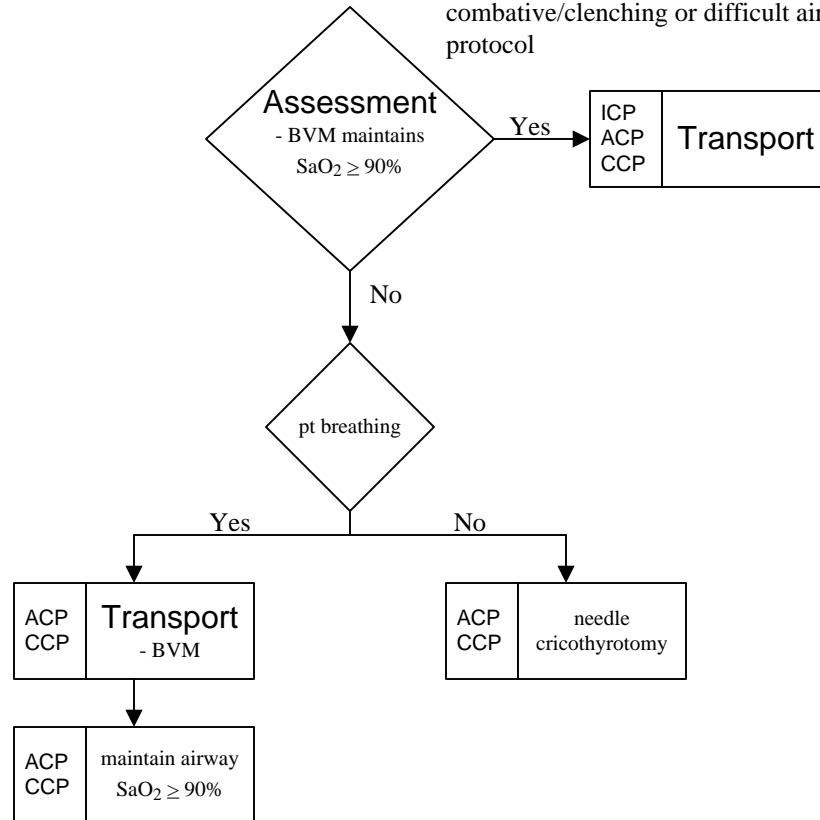 combative/clenching or difficult
protocol
Assessment
- BVM maintains
SaO2 ≥ 90%
Yes
ICP
ACP
CCP
Transport
No
pt breathing
Yes
No
ACP
CCP
Transport
- BVM
ACP
CCP
needle
cricothyrotomy
ACP
CCP
maintain airway
SaO2 ≥ 90%